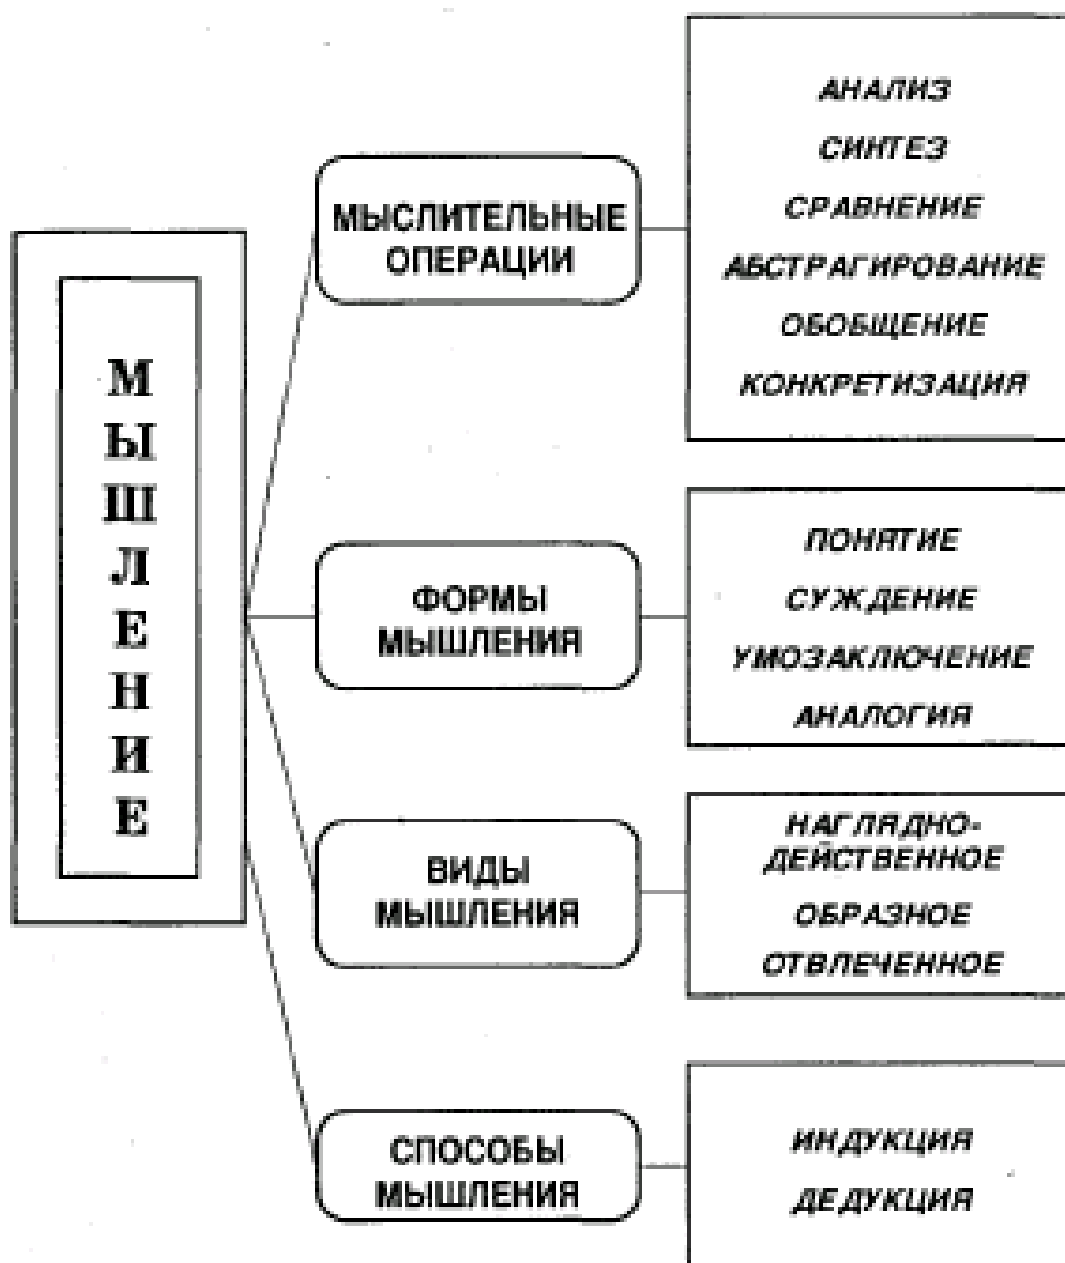 МЫШЛЕНИЕ
МЫСЛИТЕЛЬНЫЕ
ОПЕРАЦИИ
АНАЛИЗ
СИНТЕЗ
СРАВНЕНИЕ
АБСТРАГИРОВАНИЕ
ОБОБЩЕНИЕ
КОНКРЕТИЗАЦИЯ
ФОРМЫ
МЫШЛЕНИЯ
ПОНЯТИЕ
СУЖДЕНИЕ
УМОЗАКЛЮЧЕНИЕ
АНАЛОГИЯ
ВИДЫ
МЫШЛЕНИЯ
НАГЛЯДНО-
ДЕЙСТВЕННОЕ
ОБРАЗНОЕ
ОТВЛЕЧЕННОЕ
СПОСОБЫ
МЫШЛЕНИЯ
ИНДУКЦИЯ
ДЕДУКЦИЯ